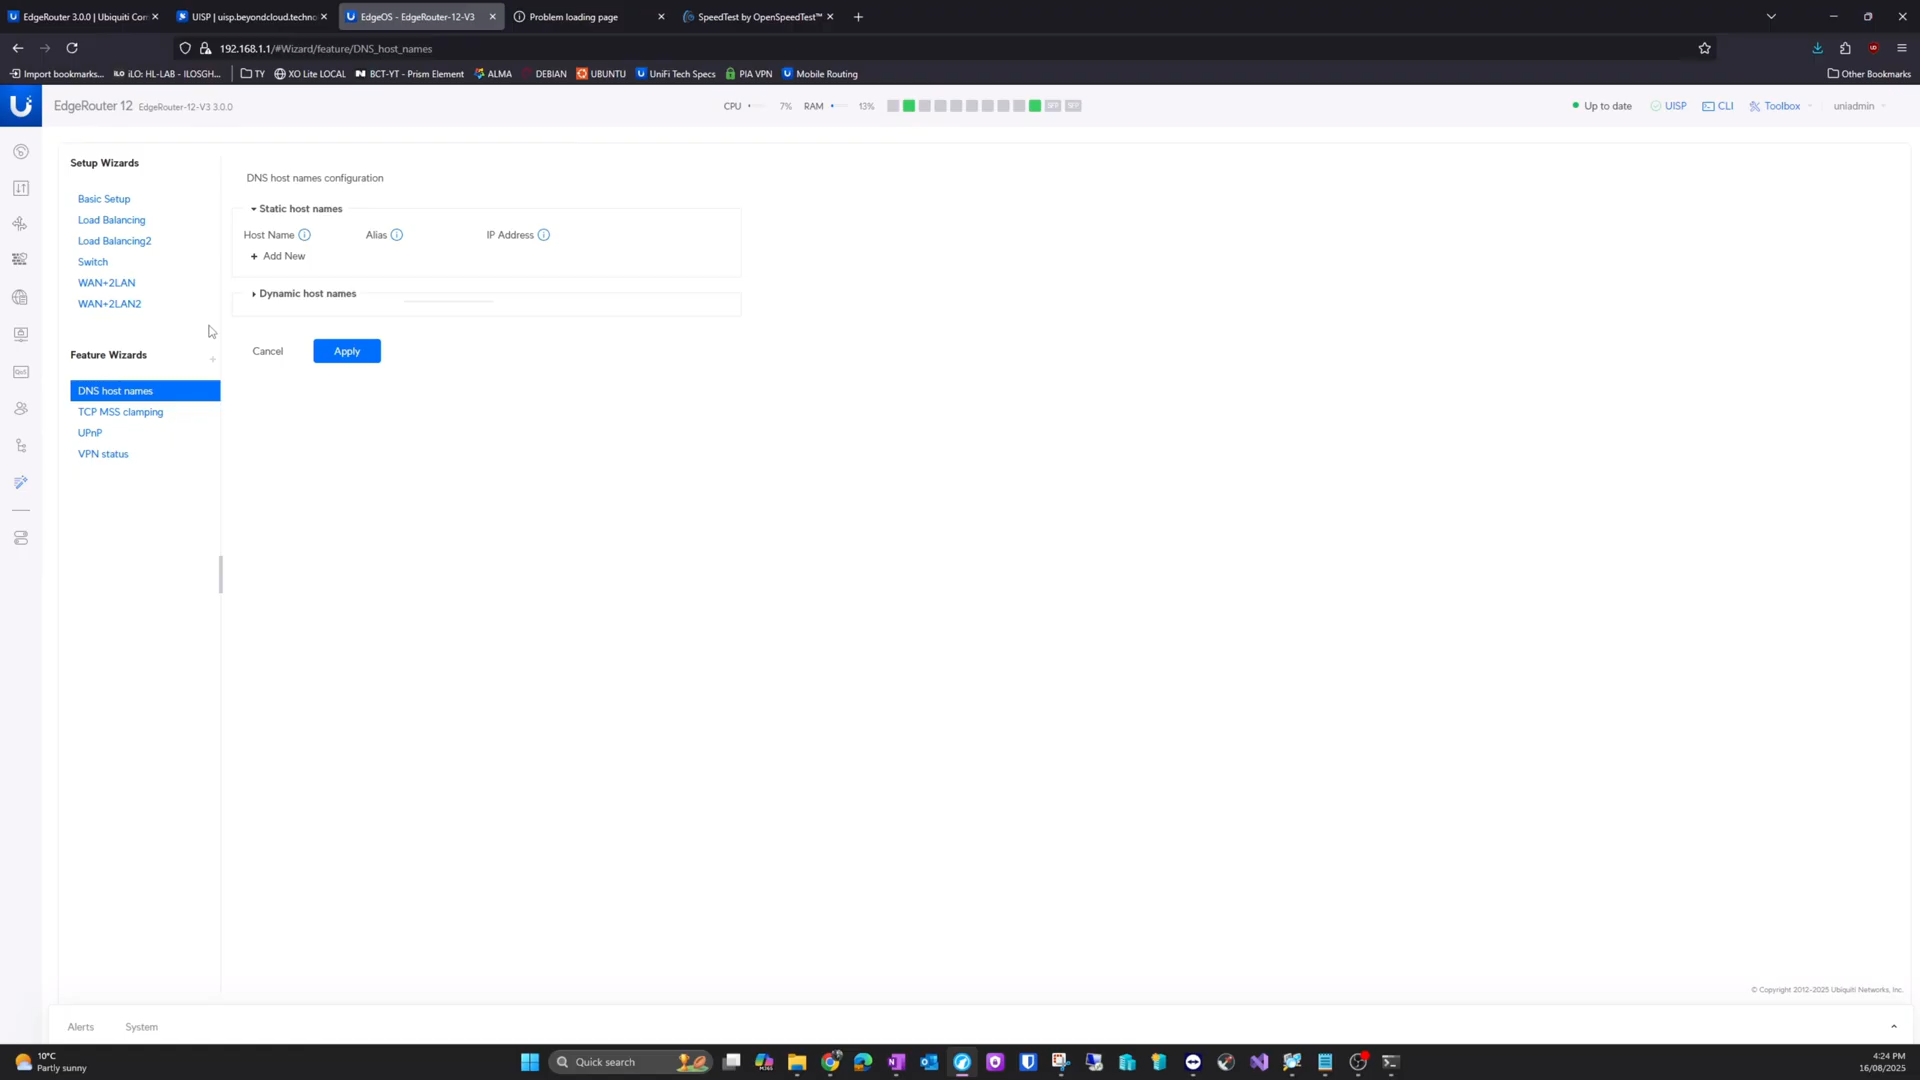 EdgeRouter 3.0.0 | Ubiquiti Com
UISP | uisp.beyondcloud.techno
EdgeOS - EdgeRouter-12-V3
Problem loading page
SpeedTest by OpenSpeedTest™
192.168.1.1/#Wizard/feature/DNS_host_names
Import bookmarks...
iLO iLO: HL-LAB - ILOSGH...
TY
XO Lite LOCAL
BCT-YT - Prism Element
ALMA
DEBIAN
UBUNTU
UniFi Tech Specs
PIA VPN
Mobile Routing
Other Bookmarks
EdgeRouter 12 EdgeRouter-12-V3 3.0.0
CPU 7% RAM 13%
SFP SFP
Up to date
UISP
CLI
Toolbox
uniadmin
Setup Wizards
Basic Setup
Load Balancing
Load Balancing2
Switch
WAN+2LAN
WAN+2LAN2
Feature Wizards
DNS host names
TCP MSS clamping
UPnP
VPN status
QoS
DNS host names configuration
Static host names
Host Name Alias IP Address
+ Add New
Dynamic host names
Cancel Apply
© Copyright 2012-2025 Ubiquiti Networks, Inc.
Alerts System
10°C
Partly sunny
Quick search
4:24 PM
16/08/2025